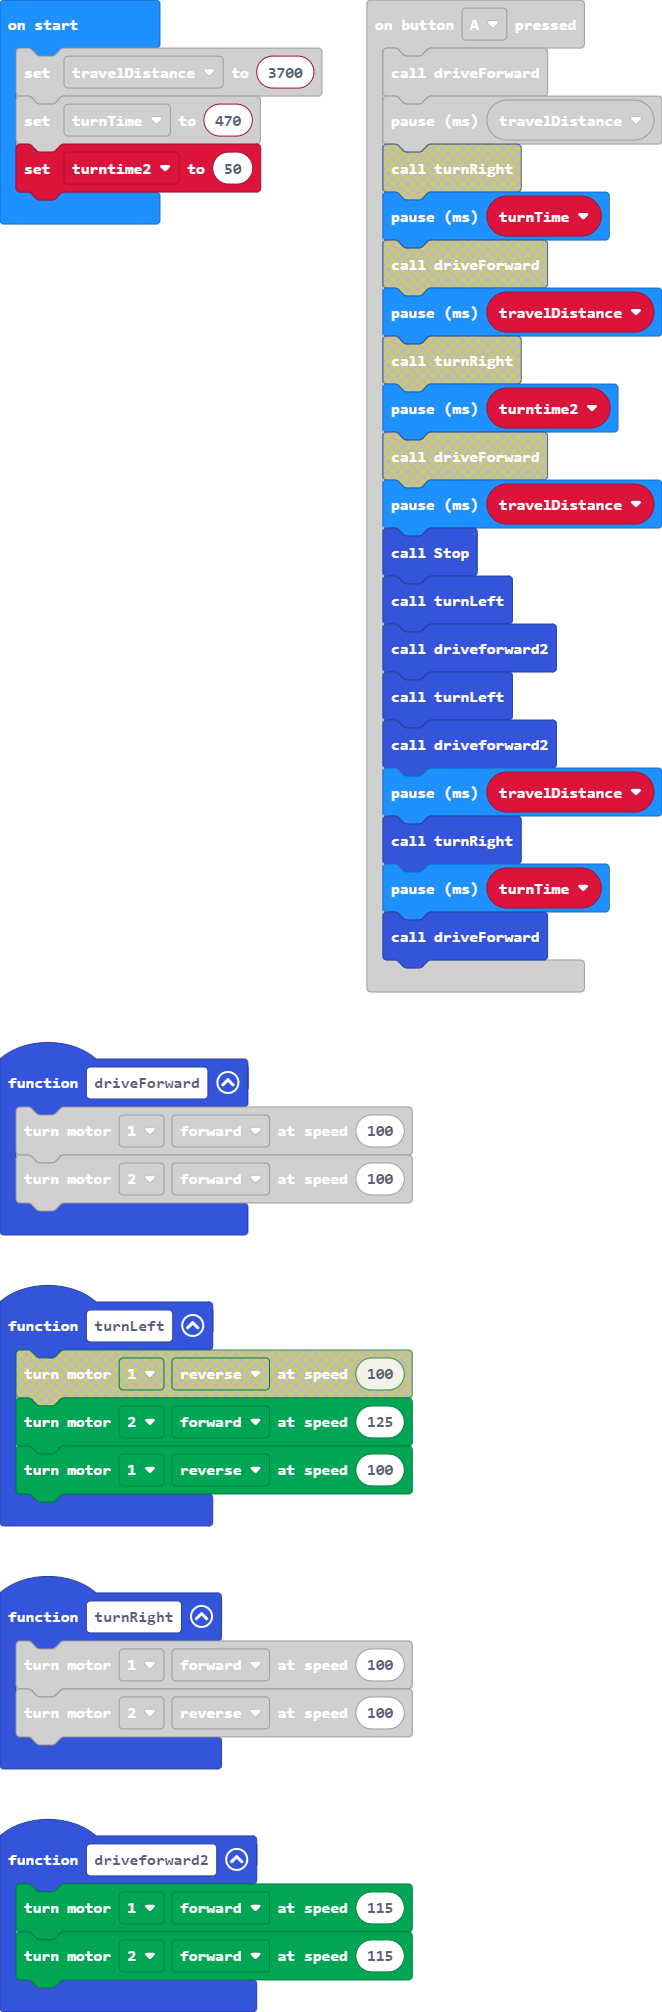 on start
set travelDistance to 3700
set turnTime to 470
set turntime2 to 50
on button A pressed
call driveForward
pause (ms) travelDistance
call turnRight
pause (ms) turnTime
call driveForward
pause (ms) travelDistance
call turnRight
pause (ms) turntime2
call driveForward
pause (ms) travelDistance
call Stop
call turnLeft
call driveforward2
call turnLeft
call driveforward2
pause (ms) travelDistance
call turnRight
pause (ms) turnTime
call driveForward
function driveForward
turn motor 1 forward at speed 100
turn motor 2 forward at speed 100
function turnLeft
turn motor 1 reverse at speed 100
turn motor 2 forward at speed 125
turn motor 1 reverse at speed 100
function turnRight
turn motor 1 forward at speed 100
turn motor 2 reverse at speed 100
function driveforward2
turn motor 1 forward at speed 115
turn motor 2 forward at speed 115